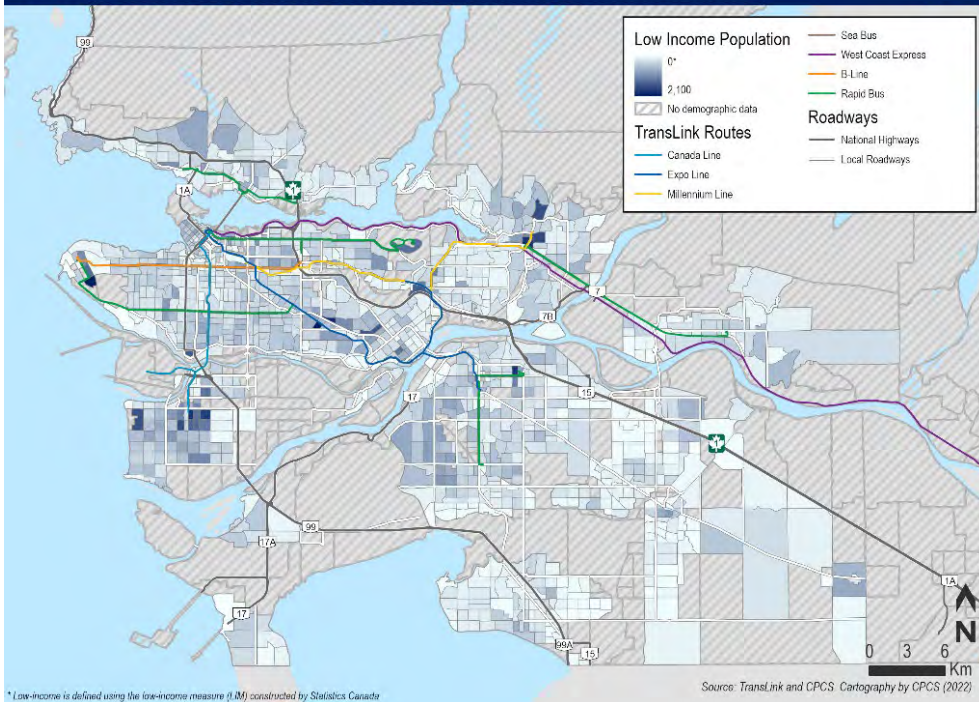 99
1A
1
7
7B
17
15
1
99
17A
17
99A
15
1A
Low Income Population
0*
2,100
No demographic data
TransLink Routes
Canada Line
Expo Line
Millennium Line
Sea Bus
West Coast Express
B-Line
Rapid Bus
Roadways
National Highways
Local Roadways
N
0 3 6
Km
* Low-income is defined using the low-income measure (LIM) constructed by Statistics Canada
Source: TransLink and CPCS. Cartography by CPCS (2022)